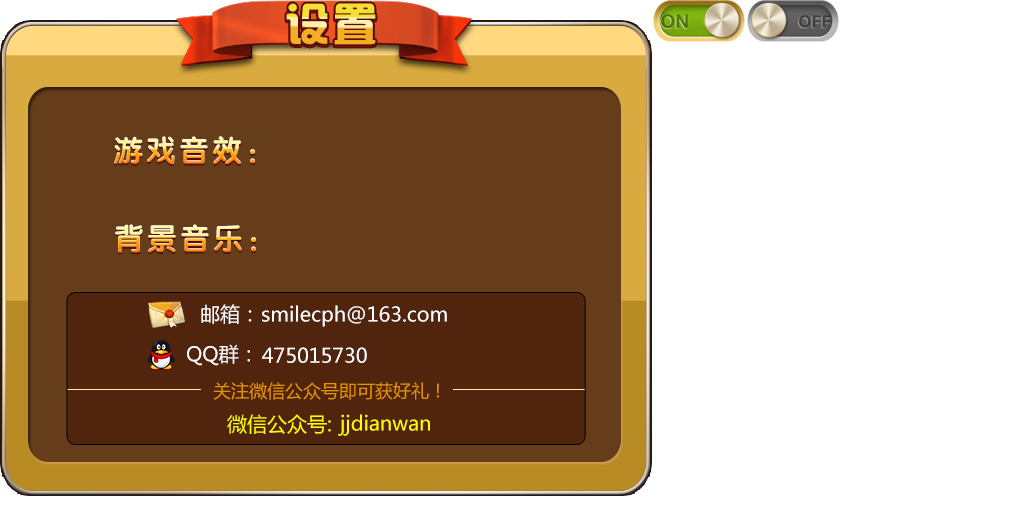 设置
ON
OFF
游戏音效：
背景音乐：
邮箱：smilecph@163.com
QQ群：475015730
关注微信公众号即可获好礼！
微信公众号: jjdianwan